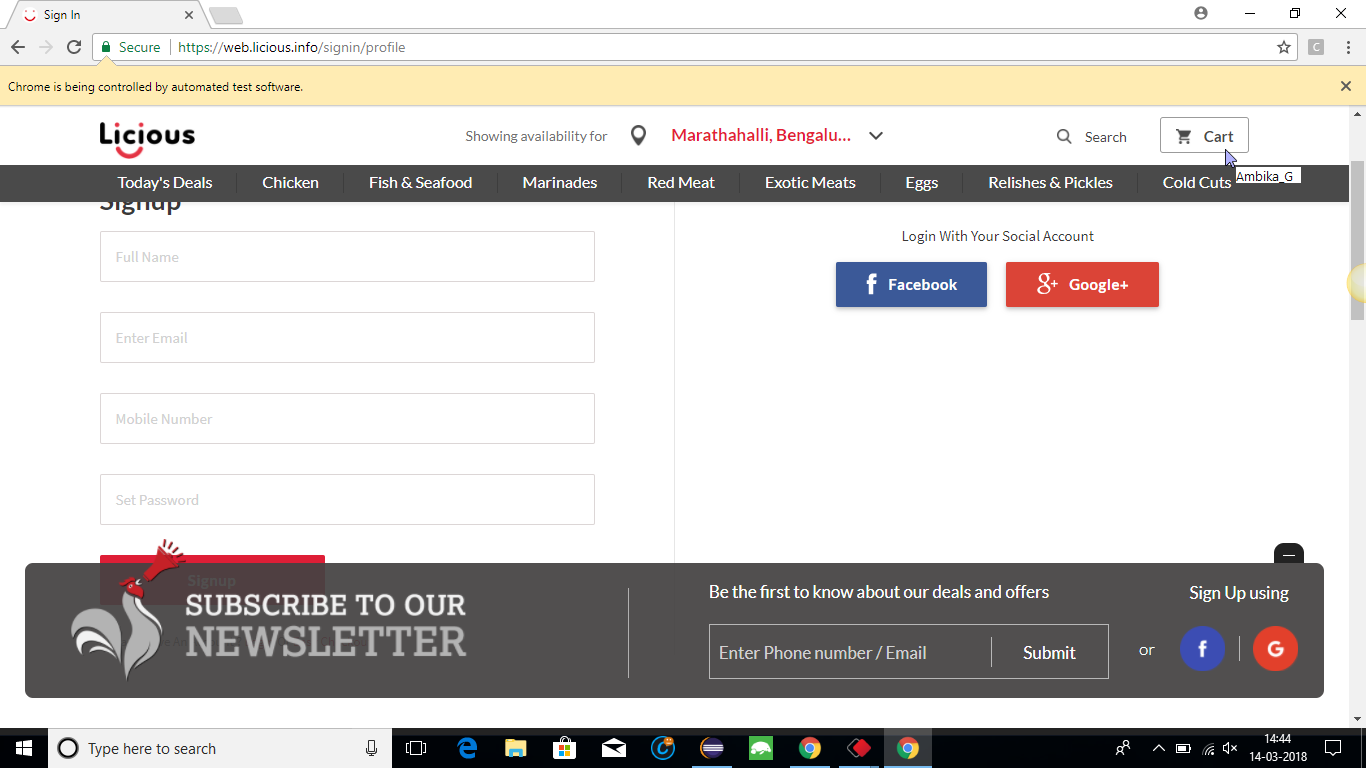 Sign In
Secure https://web.licious.info/signin/profile
C
Chrome is being controlled by automated test software.
Licious
Showing availability for Marathahalli, Bengalu... Search Cart
Today's Deals Chicken Fish & Seafood Marinades Red Meat Exotic Meats Eggs Relishes & Pickles Cold Cuts
Ambika_G
Signup
Full Name
Enter Email
Mobile Number
Set Password
Login With Your Social Account
f Facebook g+ Google+
Signup
SUBSCRIBE TO OUR
NEWSLETTER
Be the first to know about our deals and offers
Enter Phone number / Email Submit
or
Sign Up using
f G
Type here to search
14:44
14-03-2018